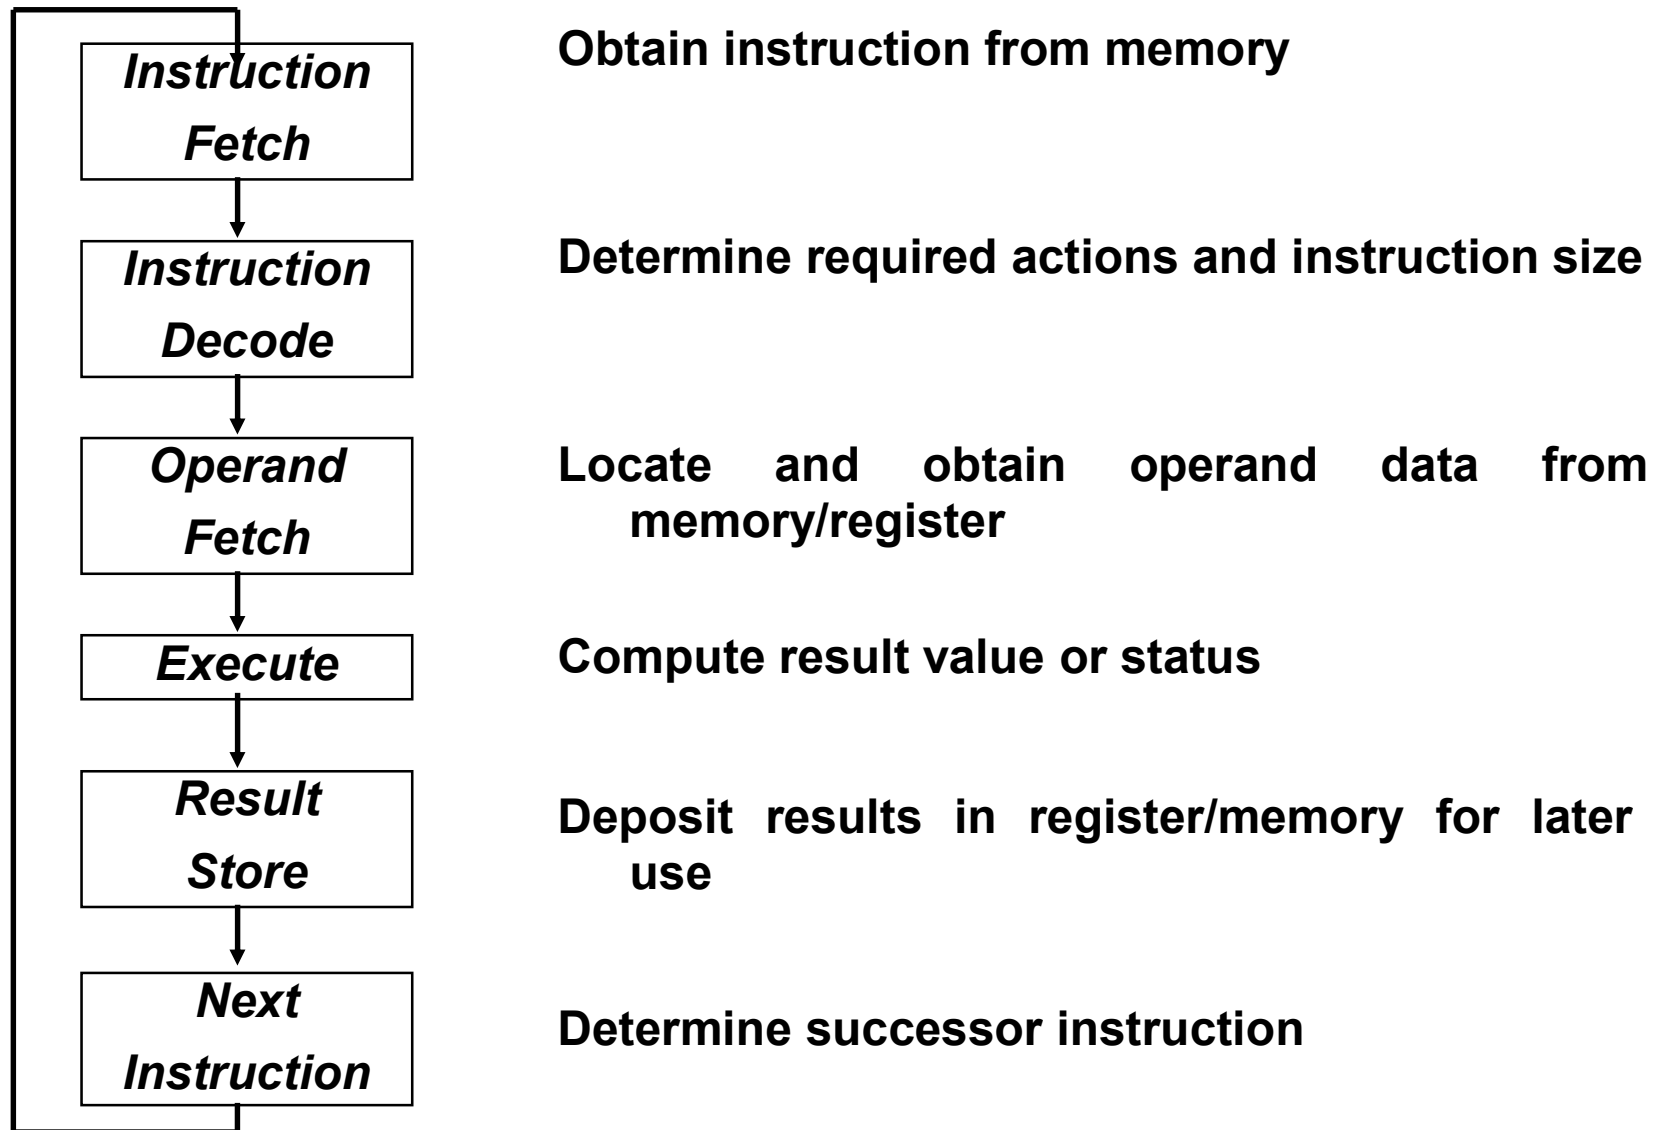 Instruction
Fetch
Obtain instruction from memory
Instruction
Decode
Determine required actions and instruction size
Operand
Fetch
Locate and obtain operand data from
memory/register
Execute
Compute result value or status
Result
Store
Deposit results in register/memory for later
use
Next
Instruction
Determine successor instruction